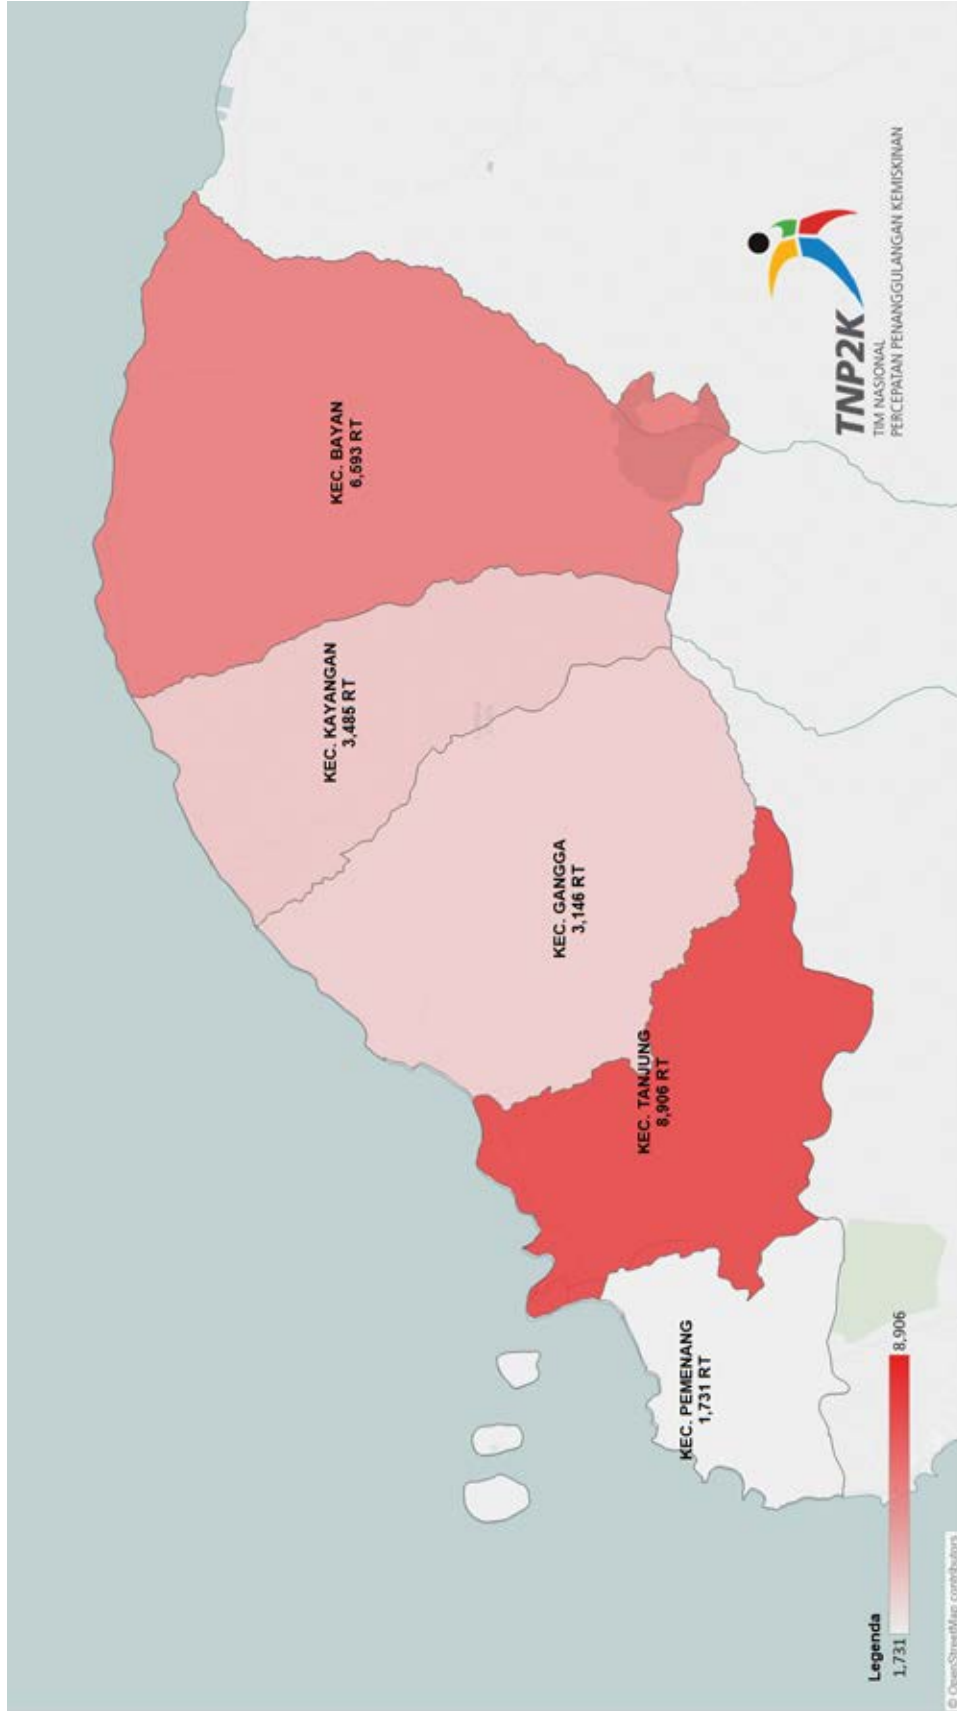 KEC. BAYAN
6,593 RT
KEC. KAYANGAN
3,485 RT
KEC. GANGGA
3,146 RT
KEC. TANJUNG
8,906 RT
KEC. PEMENANG
1,731 RT
TNP2K
TIM NASIONAL
PERCEPATAN PENANGGULANGAN KEMISKINAN
Legenda
1,731 8,906
© OpenStreetMap contributors